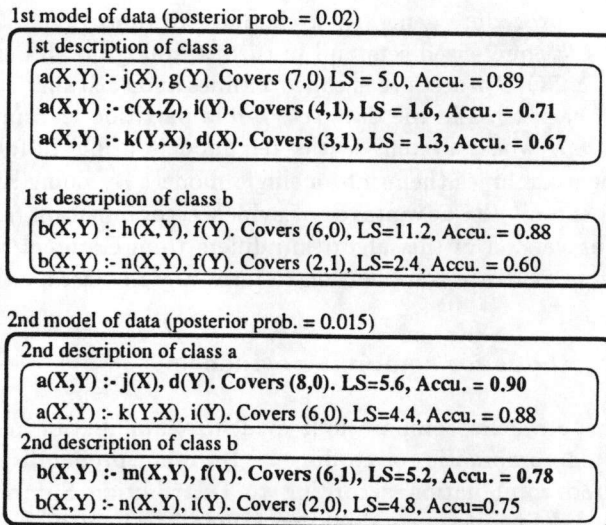 1st model of data (posterior prob. = 0.02)
1st description of class a
a(X,Y) :- j(X), g(Y). Covers (7,0) LS = 5.0, Accu. = 0.89
a(X,Y) :- c(X,Z), i(Y). Covers (4,1) LS = 1.6, Accu. = 0.71
a(X,Y) :- k(Y,X), d(X). Covers (3,1) LS = 1.3, Accu. = 0.67
1st description of class b
b(X,Y) :- h(X,Y), f(Y). Covers (6,0) LS=11.2, Accu. = 0.88
b(X,Y) :- n(X,Y), f(Y). Covers (2,1), LS=2.4, Accu. = 0.60
2nd model of data (posterior prob. = 0.015)
2nd description of class a
a(X,Y) :- j(X), d(Y). Covers (8,0). LS=5.6, Accu. = 0.90
a(X,Y) :- k(Y,X), i(Y). Covers (6,0), LS=4.4, Accu. = 0.88
2nd description of class b
b(X,Y) :- m(X,Y), f(Y). Covers (6,1), LS=5.2, Accu. = 0.78
b(X,Y) :- n(X,Y), i(Y). Covers (2,0), LS=4.8, Accu=0.75